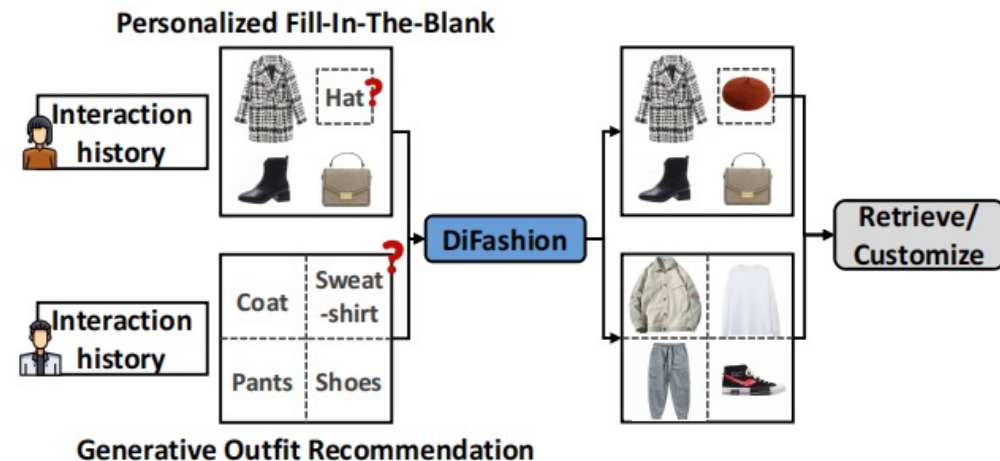 Personalized Fill-In-The-Blank
Interaction
history
Hat?
DiFashion
Retrieve/
Customize
?
Interaction
history
Coat
Sweat
-shirt
Pants
Shoes
Generative Outfit Recommendation